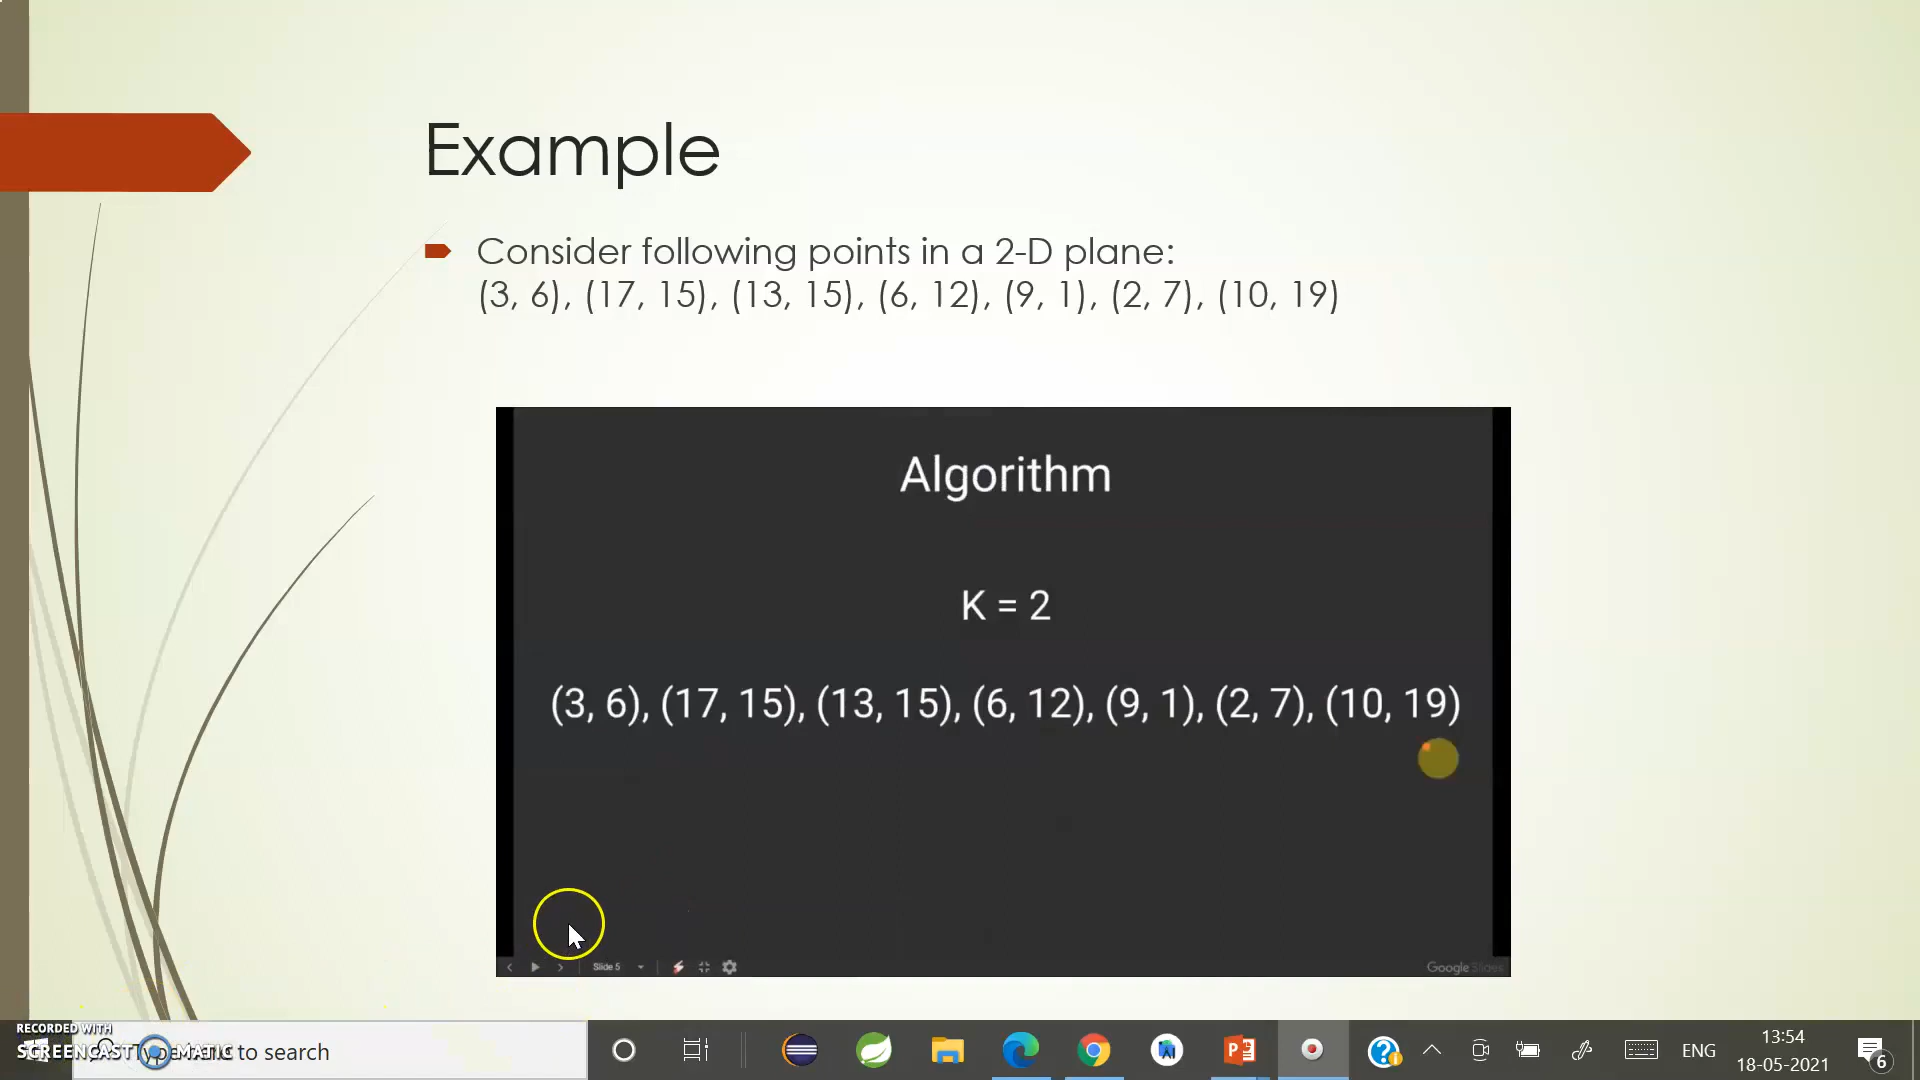 Example
Consider following points in a 2-D plane:
(3, 6), (17, 15), (13, 15), (6, 12), (9, 1), (2, 7), (10, 19)
Algorithm
K = 2
(3, 6), (17, 15), (13, 15), (6, 12), (9, 1), (2, 7), (10, 19)
Slide 5
Google Slides
RECORDED WITH
SCREENCAST MATIC
Type here to search
AI
P
ENG
13:54
18-05-2021
6